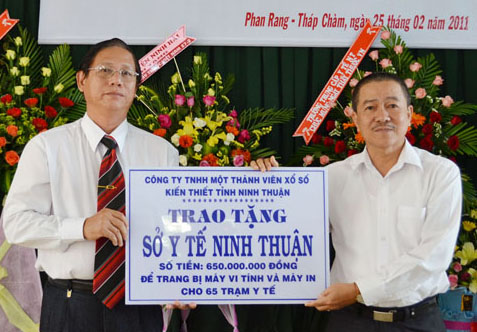 Phan Rang - Tháp Chàm, ngày 25 tháng 02 năm 2011
CÔNG TY TNHH MỘT THÀNH VIÊN XỔ SỐ
KIẾN THIẾT TỈNH NINH THUẬN
TRAO TẶNG
SỞ Y TẾ NINH THUẬN
SỐ TIỀN: 650.000.000 ĐỒNG
ĐỂ TRANG BỊ MÁY VI TÍNH VÀ MÁY IN
CHO 65 TRẠM Y TẾ